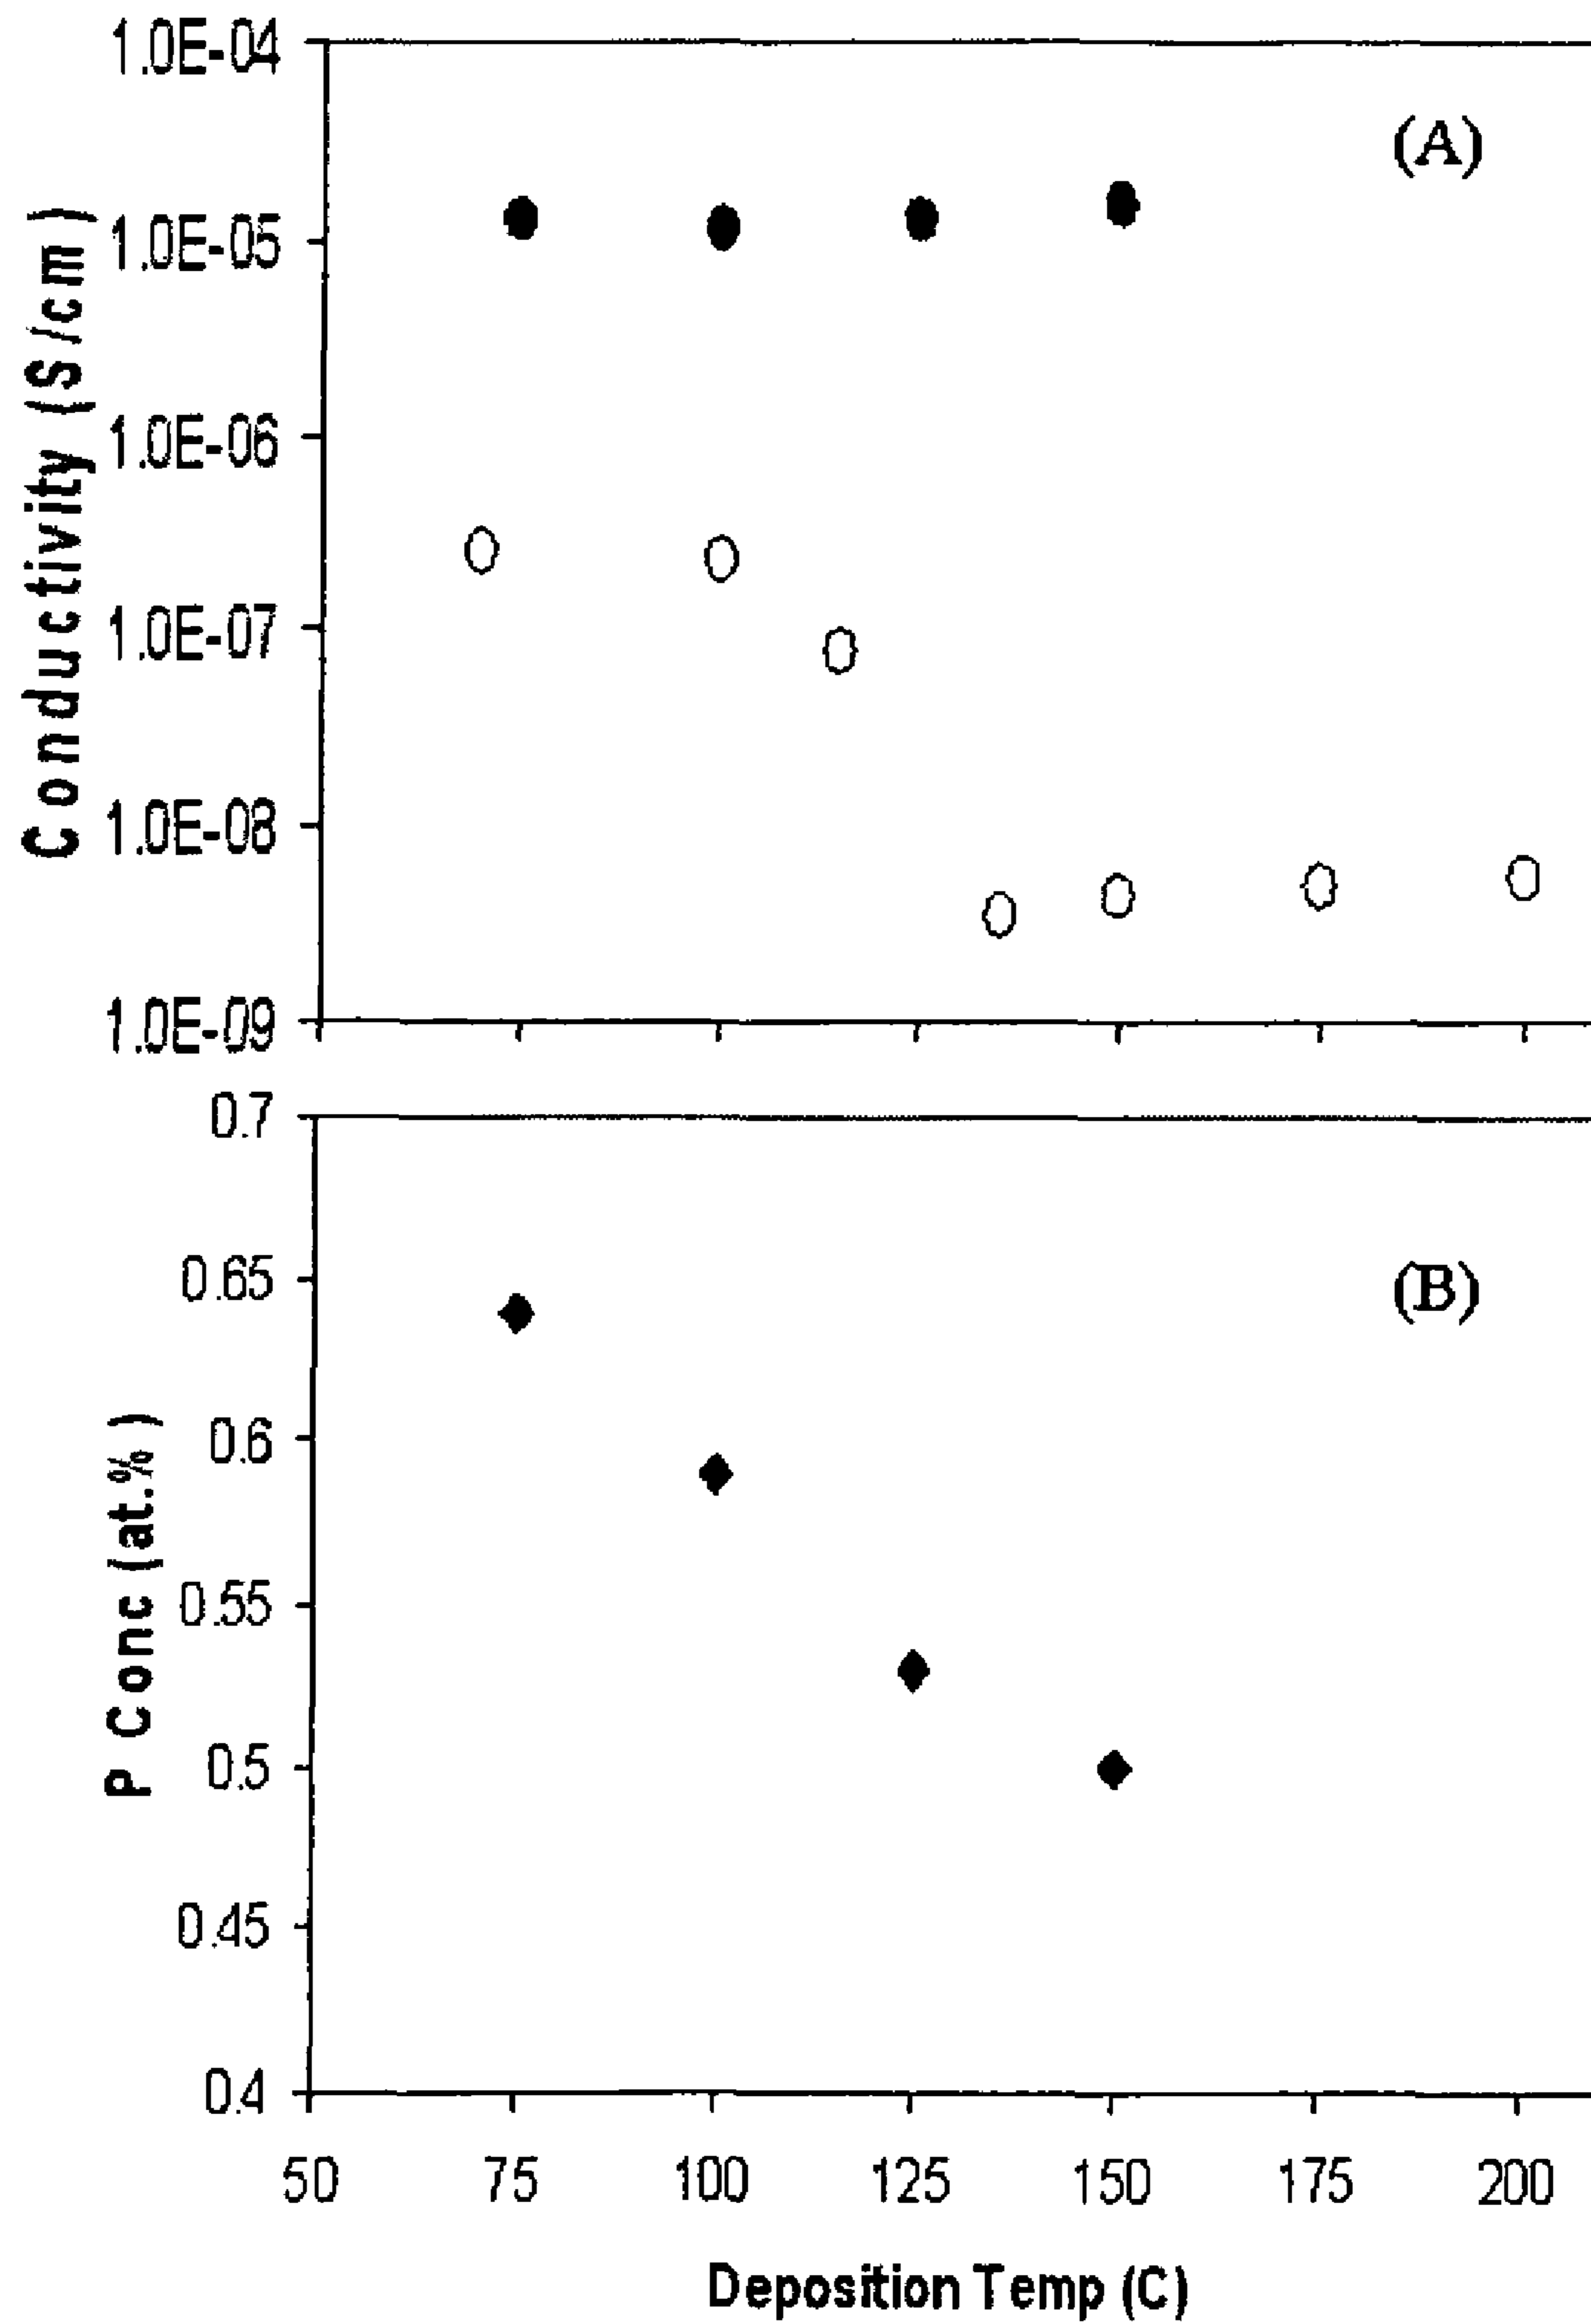 1.0E-04
(A)
1.0E-05
1.0E-06
1.0E-07
1.0E-08
1.0E-09
Conductivity (S/cm)
0.7
0.65
(B)
0.6
0.55
0.5
0.45
0.4
P Conc (at.%)
50 75 100 125 150 175 200
Deposition Temp (C)